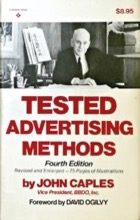 $8.95
TESTED
ADVERTISING
METHODS
Fourth Edition
Revised and Enlarged – 75 Pages of Illustrations
by JOHN CAPLES
Vice President, BBDO, Inc.
Foreword by DAVID OGILVY